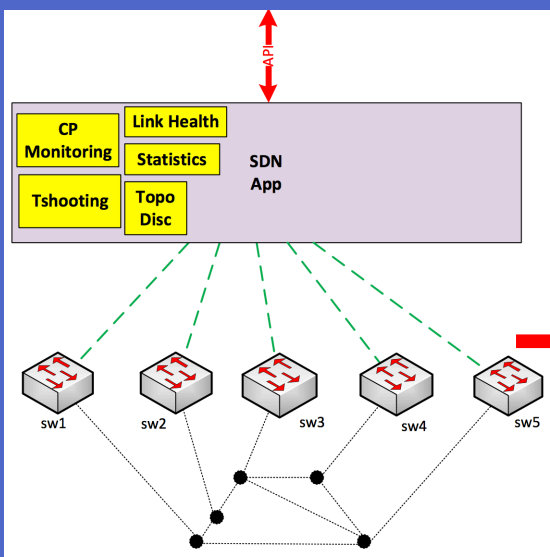 API
CP
Monitoring
Link Health
Statistics
Tshooting
Topo
Disc
SDN
App
sw1
sw2
sw3
sw4
sw5